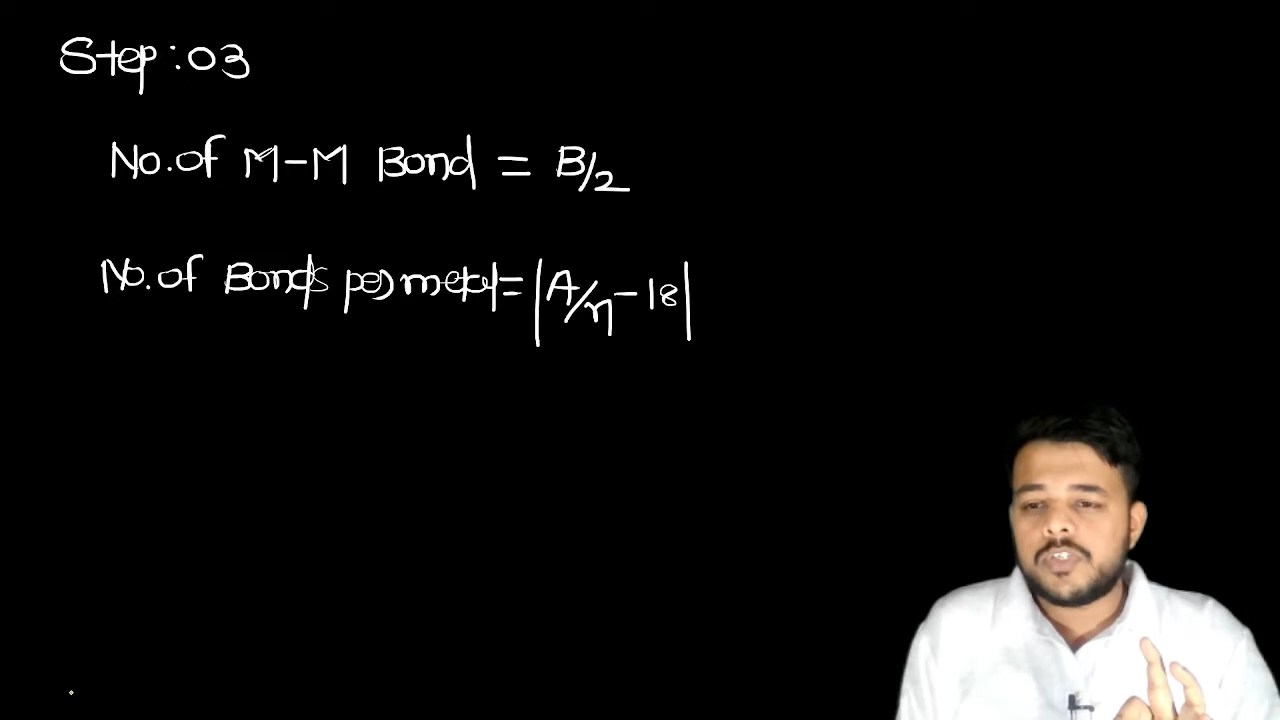 Step: 03
No. of M-M Bond = B/2
No. of Bonds per metal = |A/n - 18|